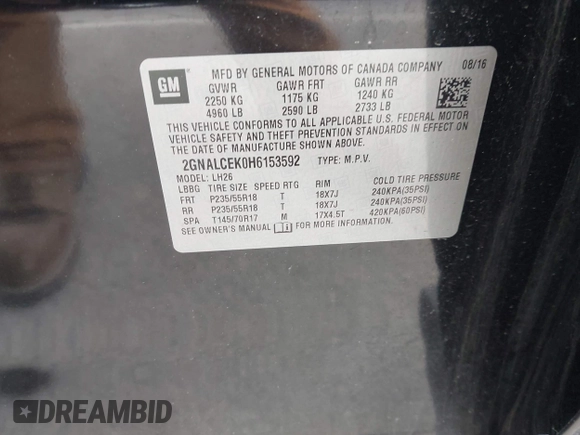 GM
MFD BY GENERAL MOTORS OF CANADA COMPANY 08/16
GVWR GAWR FRT GAWR RR
2250 KG 1175 KG 1240 KG
4960 LB 2590 LB 2733 LB
THIS VEHICLE CONFORMS TO ALL APPLICABLE U.S. FEDERAL MOTOR
VEHICLE SAFETY AND THEFT PREVENTION STANDARDS IN EFFECT ON
THE DATE OF MANUFACTURE SHOWN ABOVE.
2GNALCEK0H6153592 TYPE: M.P.V.
MODEL: LH26
LBBG TIRE SIZE SPEED RTG RIM COLD TIRE PRESSURE
FRT P235/55R18 T 18X7J 240KPA(35PSI)
RR P235/55R18 T 18X7J 240KPA(35PSI)
SPA T145/70R17 M 17X4.5T 420KPA(60PSI)
SEE OWNER'S MANUAL FOR MORE INFORMATION.
DREAMBID